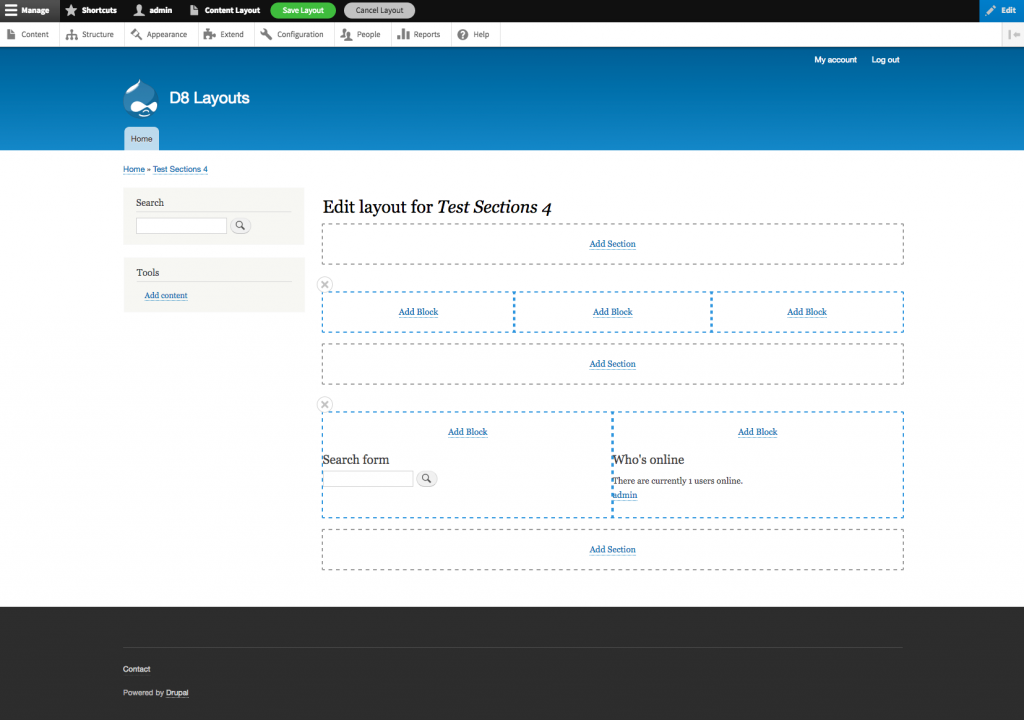 Manage Shortcuts admin Content Layout Save Layout Cancel Layout Edit
Content Structure Appearance Extend Configuration People Reports Help
My account Log out
D8 Layouts
Home
Home » Test Sections 4
Search
Edit layout for Test Sections 4
Add Section
Tools
Add content
Add Block Add Block Add Block
Add Section
Add Block Add Block
Search form Who's online
There are currently 1 users online.
admin
Add Section
Contact
Powered by Drupal